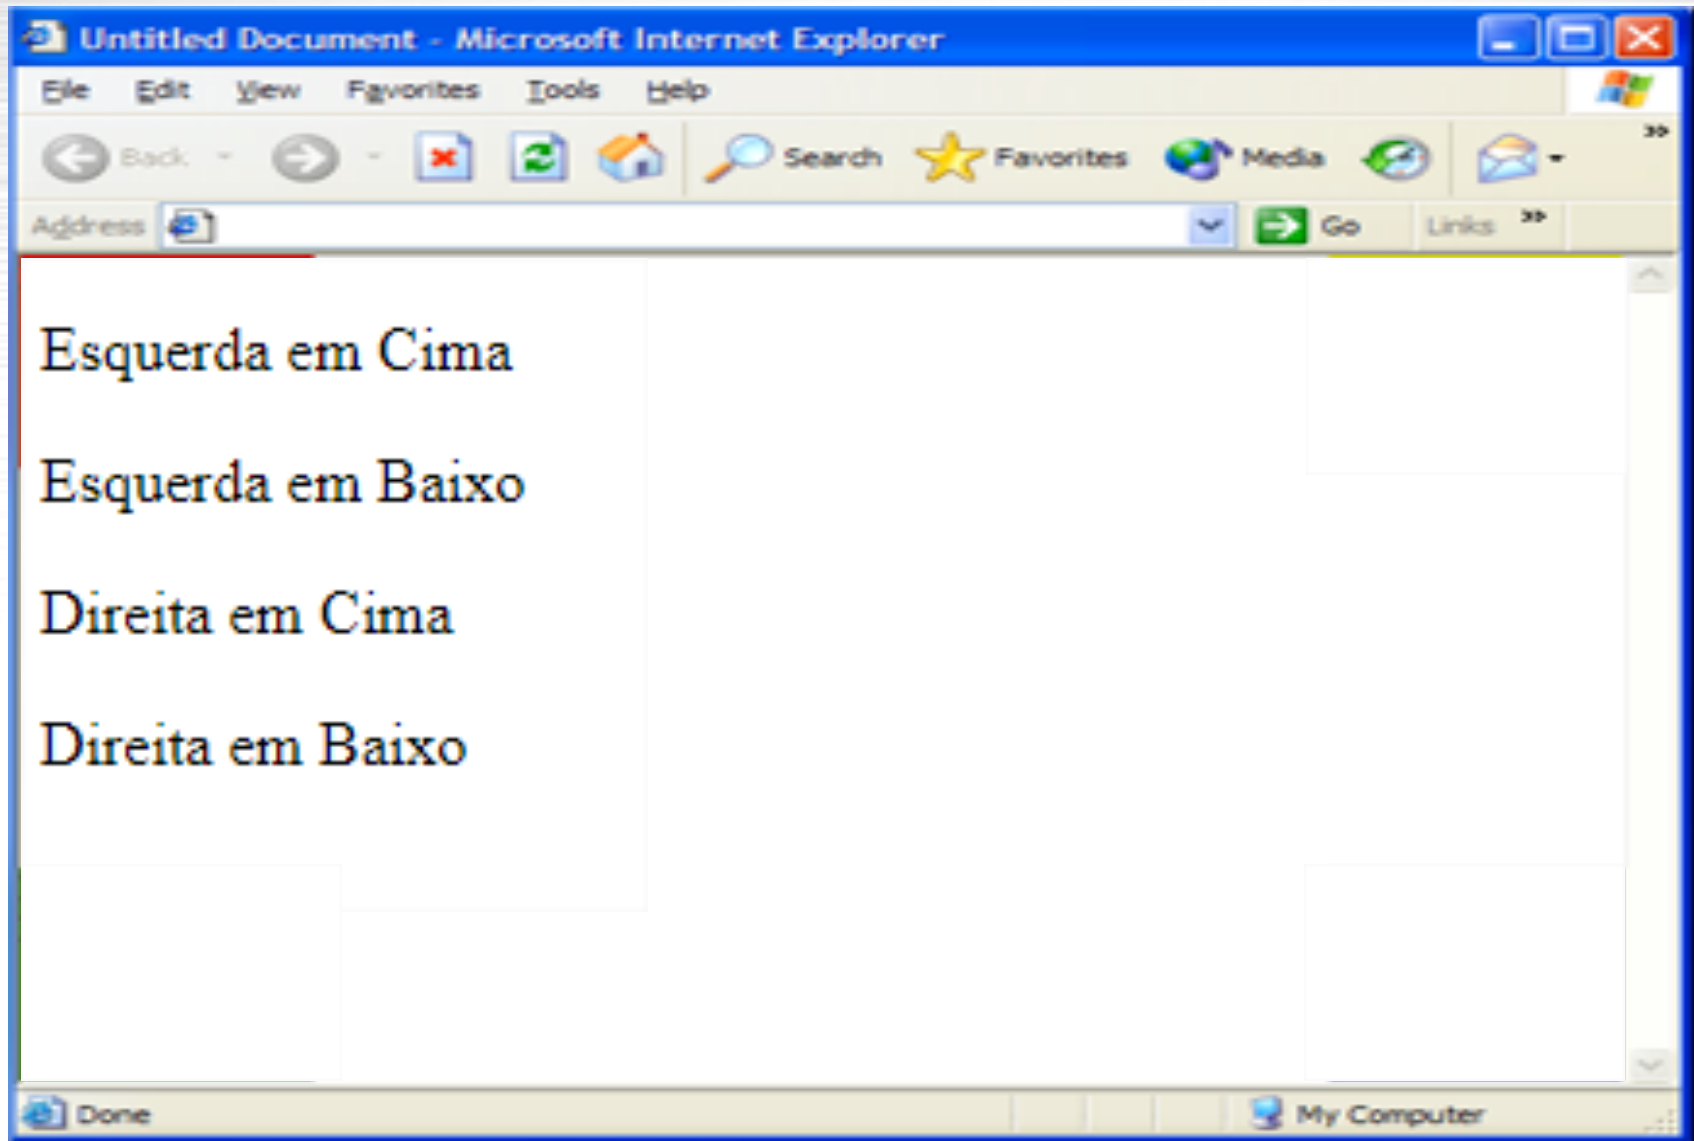 Untitled Document - Microsoft Internet Explorer
File Edit View Favorites Tools Help
Back Search Favorites Media
Address Go Links
Esquerda em Cima
Esquerda em Baixo
Direita em Cima
Direita em Baixo
Done My Computer